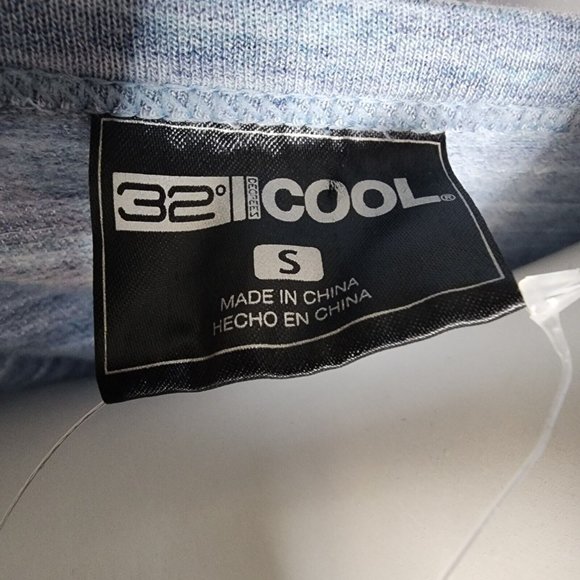 32° DEGREES COOL®
S
MADE IN CHINA
HECHO EN CHINA